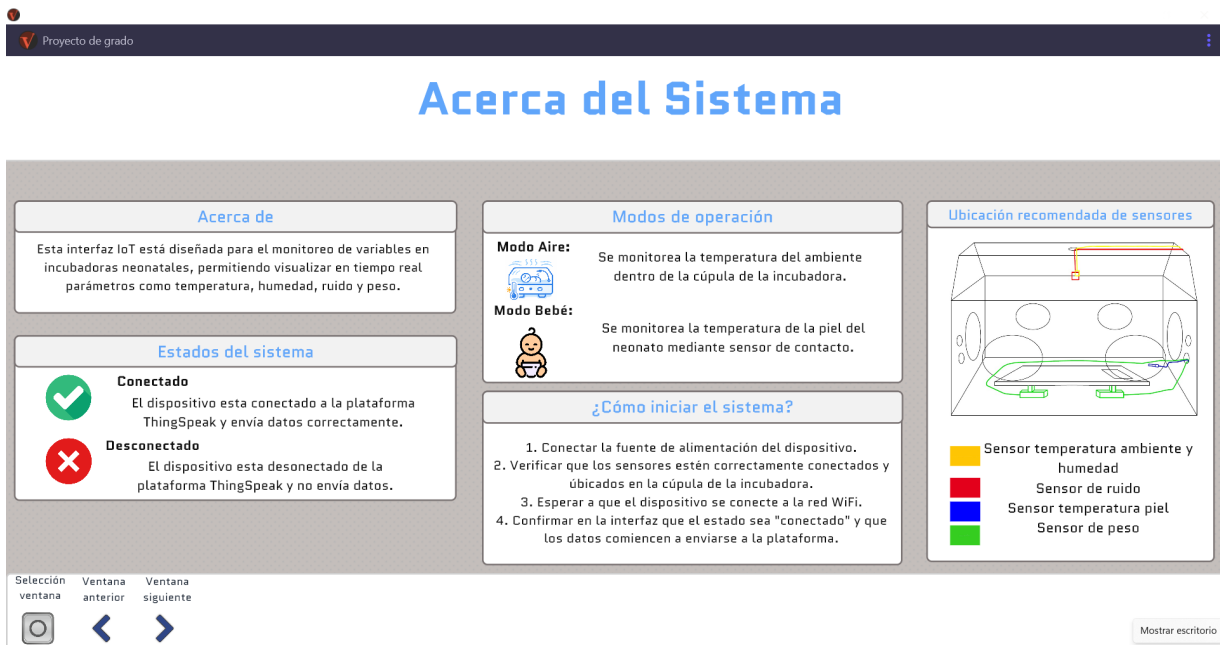 Proyecto de grado
Acerca del Sistema
Acerca de
Esta interfaz IoT está diseñada para el monitoreo de variables en
incubadoras neonatales, permitiendo visualizar en tiempo real
parámetros como temperatura, humedad, ruido y peso.
Estados del sistema
Conectado
El dispositivo esta conectado a la plataforma
ThingSpeak y envía datos correctamente.
Desconectado
El dispositivo esta desonectado de la
plataforma ThingSpeak y no envía datos.
Modos de operación
Modo Aire:
Se monitorea la temperatura del ambiente
dentro de la cúpula de la incubadora.
Modo Bebé:
Se monitorea la temperatura de la piel del
neonato mediante sensor de contacto.
¿Cómo iniciar el sistema?
1. Conectar la fuente de alimentación del dispositivo.
2. Verificar que los sensores estén correctamente conectados y
úbicados en la cúpula de la incubadora.
3. Esperar a que el dispositivo se conecte a la red WiFi.
4. Confirmar en la interfaz que el estado sea "conectado" y que
los datos comiencen a enviarse a la plataforma.
Ubicación recomendada de sensores
Sensor temperatura ambiente y
humedad
Sensor de ruido
Sensor temperatura piel
Sensor de peso
Selección
ventana
Ventana
anterior
Ventana
siguiente
Mostrar escritorio